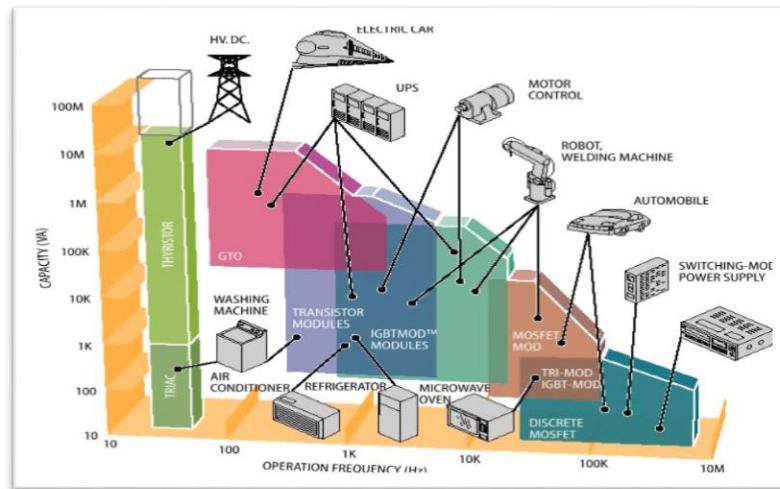 ELECTRIC CAR
HV. DC.
UPS
MOTOR
CONTROL
ROBOT,
WELDING MACHINE
AUTOMOBILE
SWITCHING-MOD
POWER SUPPLY
CAPACITY (VA)
100M
10M
1M
100K
10K
1K
100
10
THYRISTOR
TRIAC
GTO
WASHING
MACHINE
TRANSISTOR
MODULES
IGBTMOD™
MODULES
MOSFET
MOD
TRI-MOD
IGBT-MOD
DISCRETE
MOSFET
AIR
CONDITIONER
REFRIGERATOR
MICROWAVE
OVEN
10
100
1K
10K
100K
10M
OPERATION FREQUENCY (Hz)